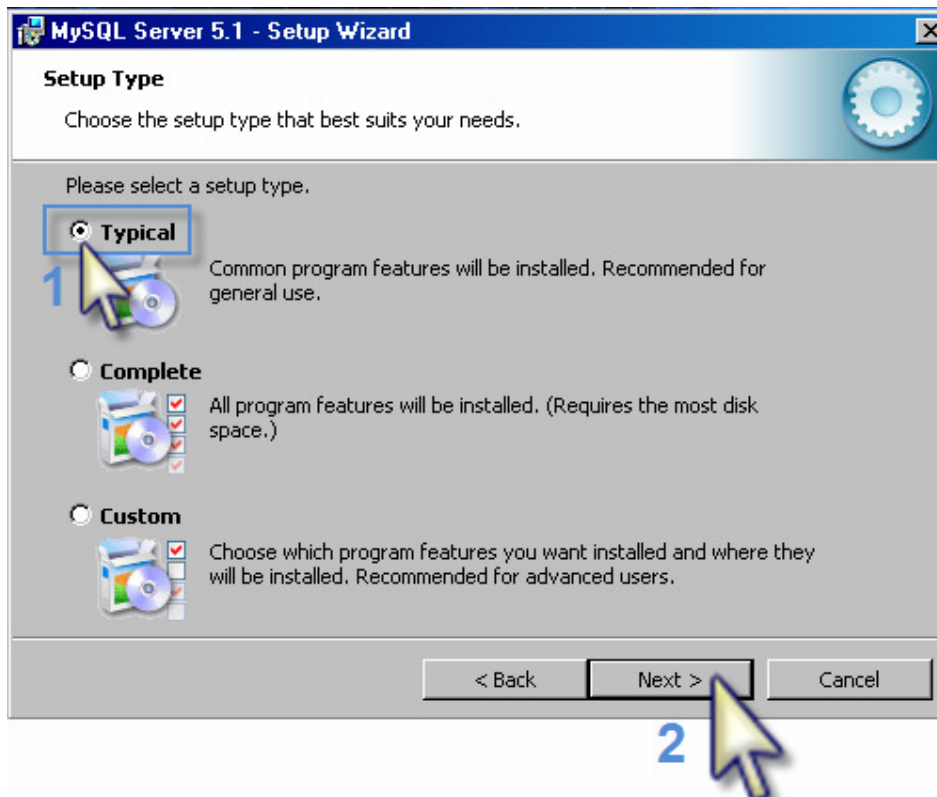 MySQL Server 5.1 - Setup Wizard
Setup Type
Choose the setup type that best suits your needs.
Please select a setup type.
Typical
1
Common program features will be installed. Recommended for
general use.
Complete
All program features will be installed. (Requires the most disk
space.)
Custom
Choose which program features you want installed and where they
will be installed. Recommended for advanced users.
< Back
Next >
Cancel
2